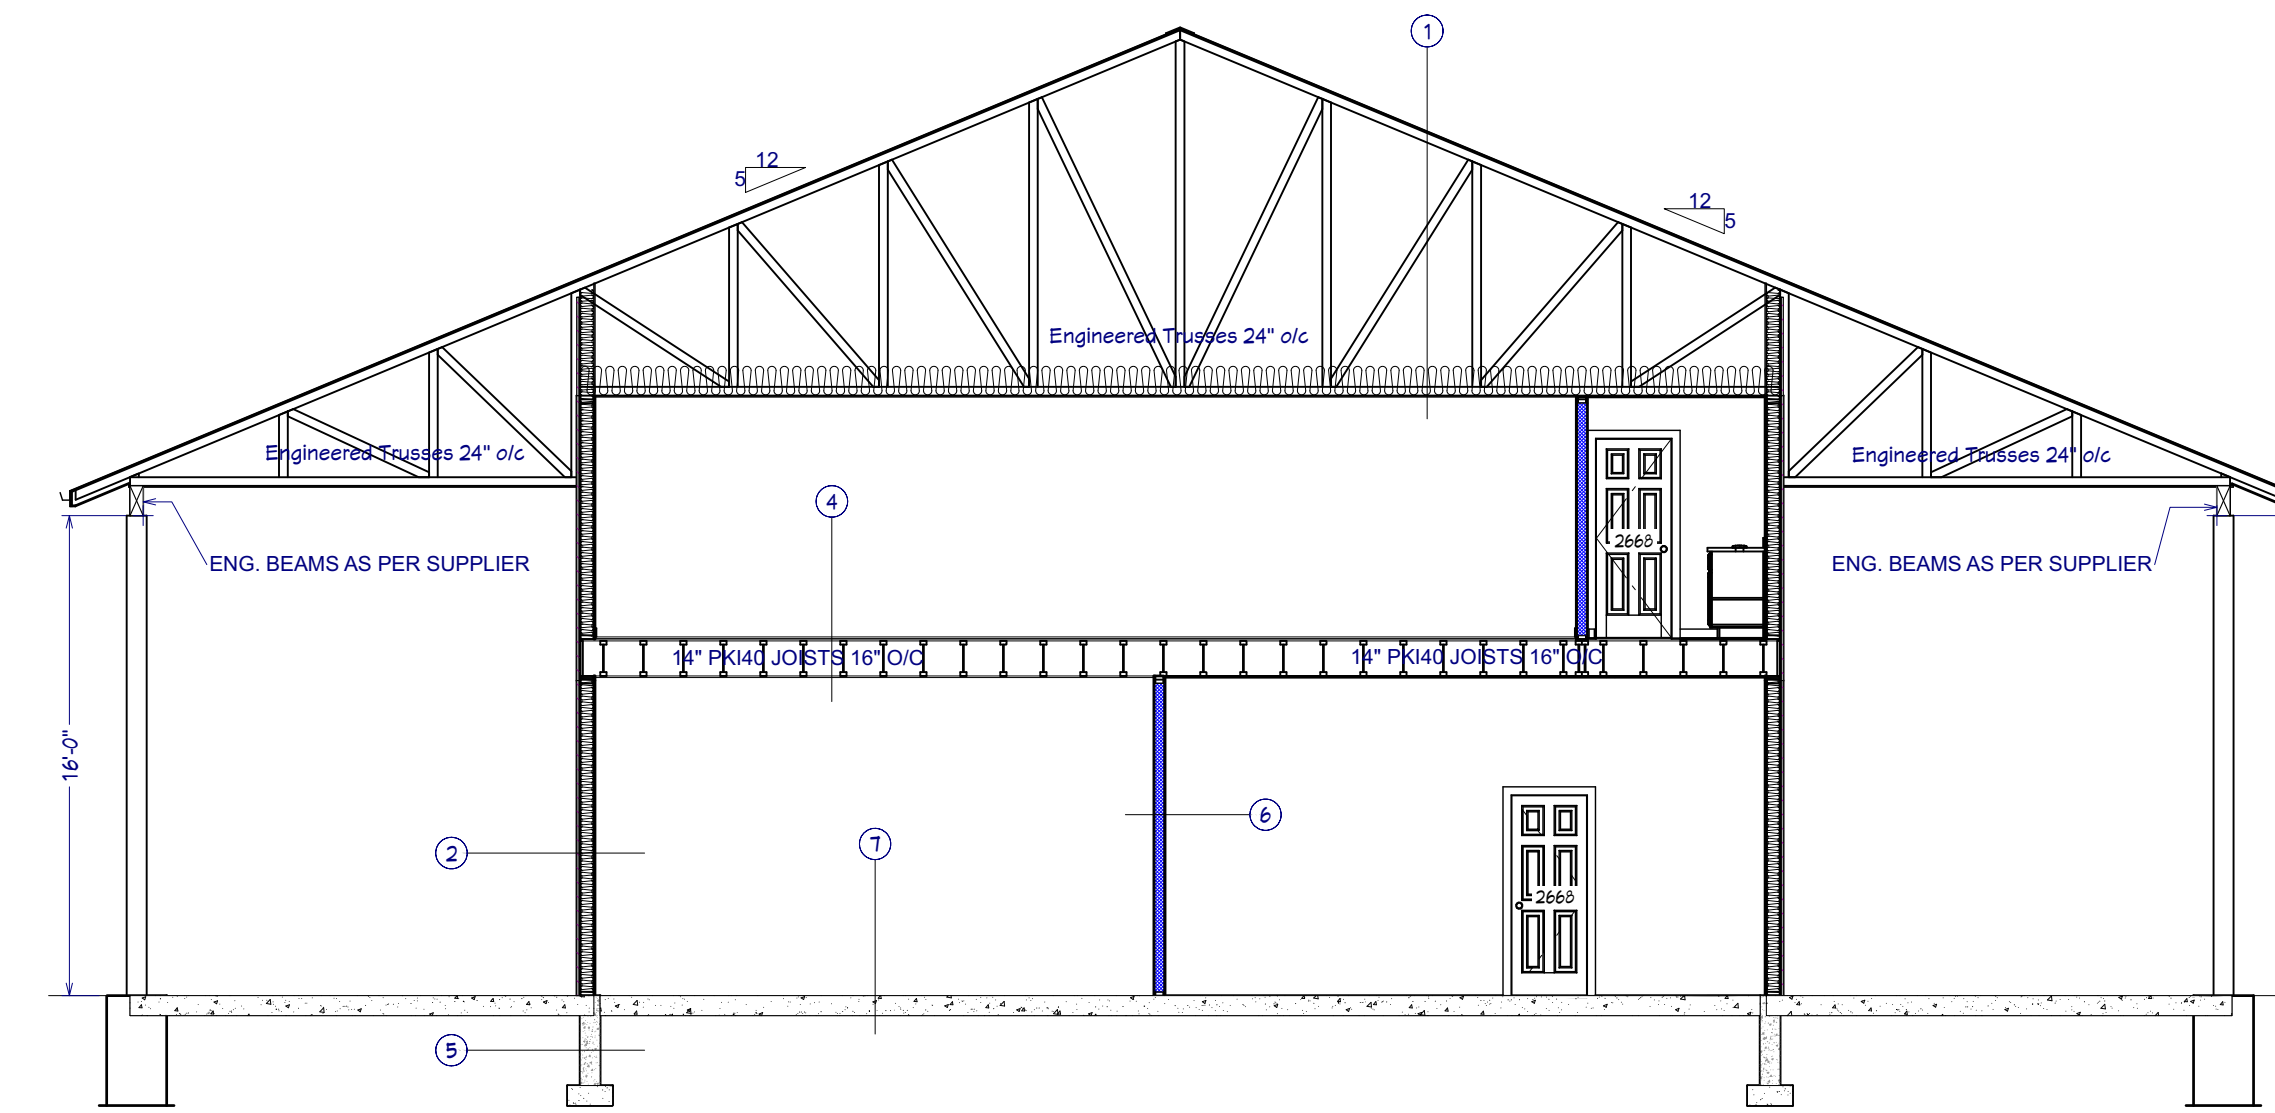 1
12
5
12
5
Engineered Trusses 24" o/c
Engineered Trusses 24" o/c
Engineered Trusses 24" o/c
4
2668
ENG. BEAMS AS PER SUPPLIER
ENG. BEAMS AS PER SUPPLIER
14" PKI40 JOISTS 16" O/C
14" PKI40 JOISTS 16" O/C
16'-0"
6
7
2
2668
5